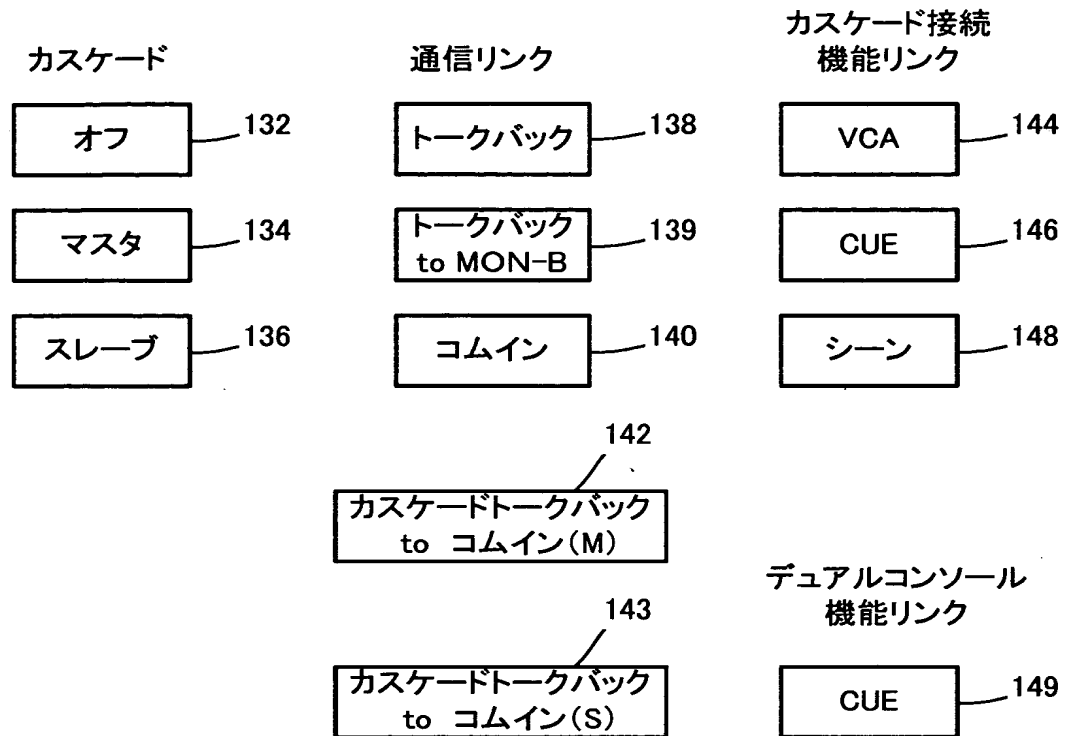 カスケード
オフ
132
マスタ
134
スレーブ
136
通信リンク
トークバック
138
トークバック
to MON-B
139
コムイン
140
142
カスケードトークバック
to コムイン(M)
143
カスケードトークバック
to コムイン(S)
カスケード接続
機能リンク
VCA
144
CUE
146
シーン
148
デュアルコンソール
機能リンク
CUE
149